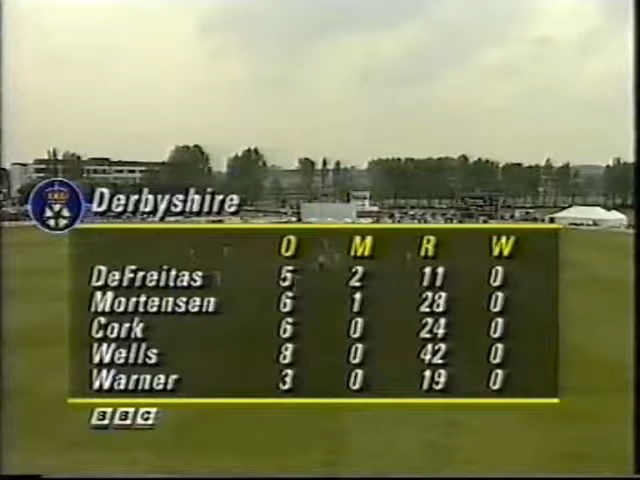 Derbyshire
O M R W
DeFreitas 5 2 11 0
Mortensen 6 1 28 0
Cork 6 0 24 0
Wells 8 0 42 0
Warner 3 0 19 0
BBC